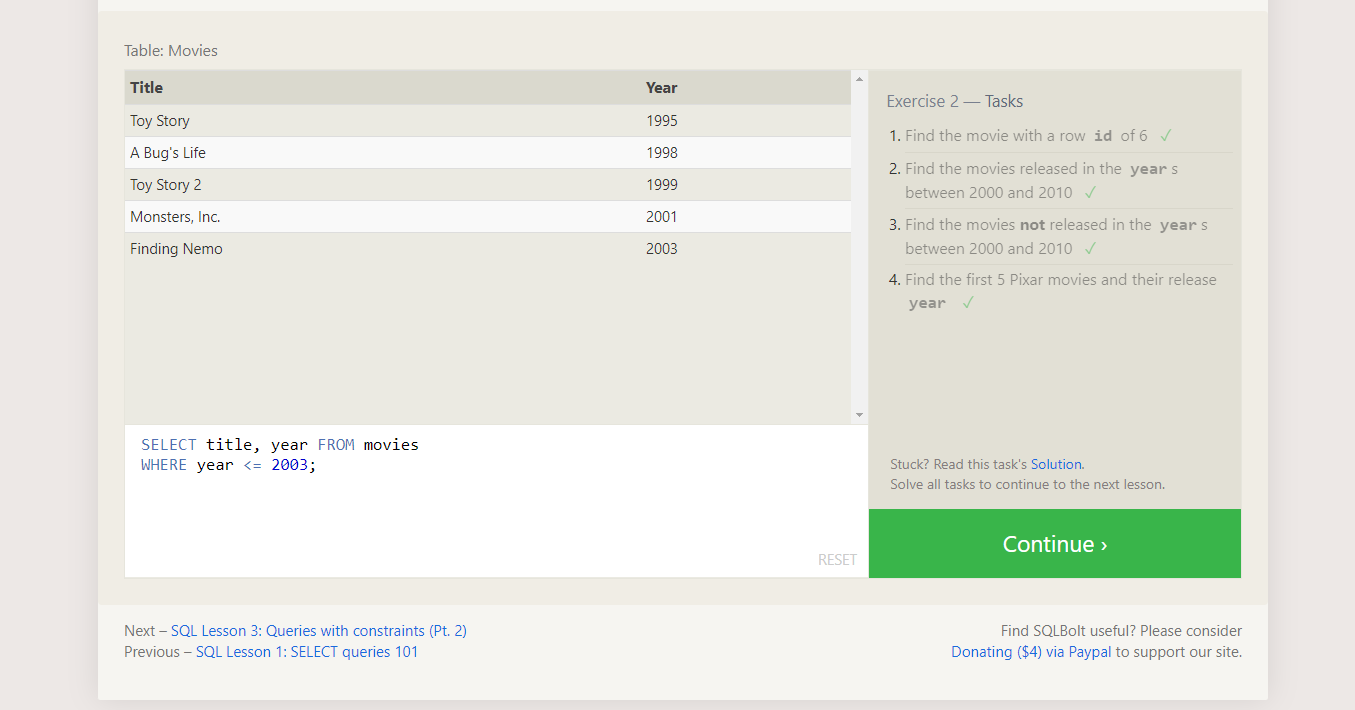 Table: Movies
Title Year
Toy Story 1995
A Bug's Life 1998
Toy Story 2 1999
Monsters, Inc. 2001
Finding Nemo 2003
SELECT title, year FROM movies
WHERE year <= 2003;
RESET
Exercise 2 — Tasks
1. Find the movie with a row id of 6 ✓
2. Find the movies released in the year s
between 2000 and 2010 ✓
3. Find the movies not released in the year s
between 2000 and 2010 ✓
4. Find the first 5 Pixar movies and their release
year ✓
Stuck? Read this task's Solution.
Solve all tasks to continue to the next lesson.
Continue ›
Next – SQL Lesson 3: Queries with constraints (Pt. 2)
Previous – SQL Lesson 1: SELECT queries 101
Find SQLBolt useful? Please consider
Donating ($4) via Paypal to support our site.